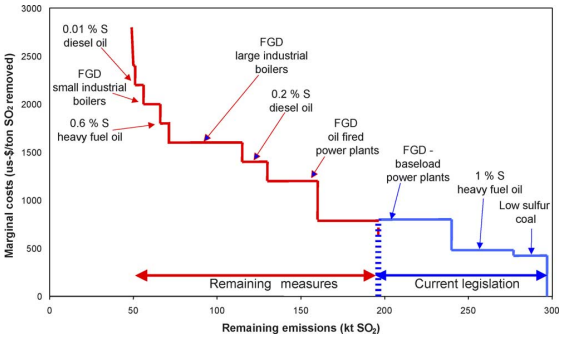 3000
2500
2000
1500
1000
500
0
Marginal costs (us-$/ton SO₂ removed)
0.01 % S
diesel oil
FGD
small industrial
boilers
0.6 % S
heavy fuel oil
FGD
large industrial
boilers
0.2 % S
diesel oil
FGD
oil fired
power plants
FGD -
baseload
power plants
1 % S
heavy fuel oil
Low sulfur
coal
Remaining measures
Current legislation
0 50 100 150 200 250 300
Remaining emissions (kt SO₂)